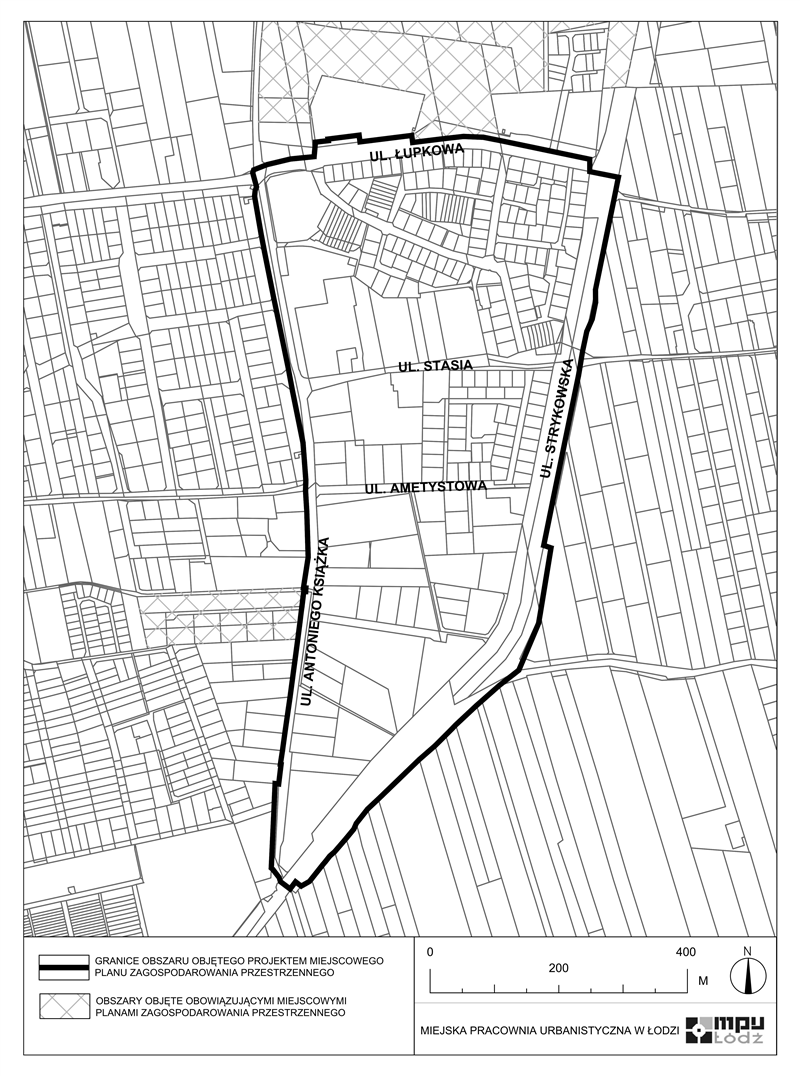 UL. ŁUPKOWA
UL. STASIA
UL. STRYKOWSKA
UL. AMETYSTOWA
UL. ANTONIEGO KSIĄŻKA
GRANICE OBSZARU OBJĘTEGO PROJEKTEM MIEJSCOWEGO
PLANU ZAGOSPODAROWANIA PRZESTRZENNEGO
OBSZARY OBJĘTE OBOWIĄZUJĄCYMI MIEJSCOWYMI
PLANAMI ZAGOSPODAROWANIA PRZESTRZENNEGO
0 400
200
M
N
MIEJSKA PRACOWNIA URBANISTYCZNA W ŁODZI
mpu
Łódź